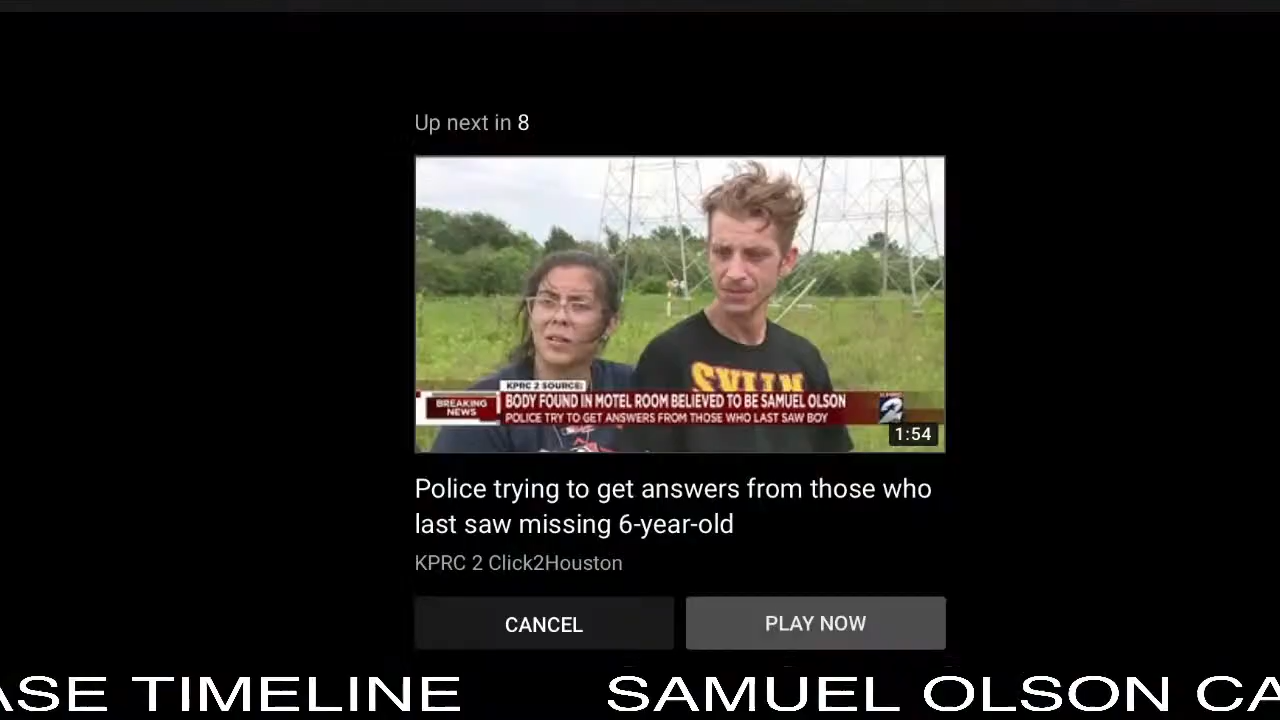 Up next in 8
KPRC 2 SOURCE:
BREAKING NEWS
BODY FOUND IN MOTEL ROOM BELIEVED TO BE SAMUEL OLSON
POLICE TRY TO GET ANSWERS FROM THOSE WHO LAST SAW BOY
2
1:54
Police trying to get answers from those who
last saw missing 6-year-old
KPRC 2 Click2Houston
CANCEL
PLAY NOW
ASE TIMELINE SAMUEL OLSON CA